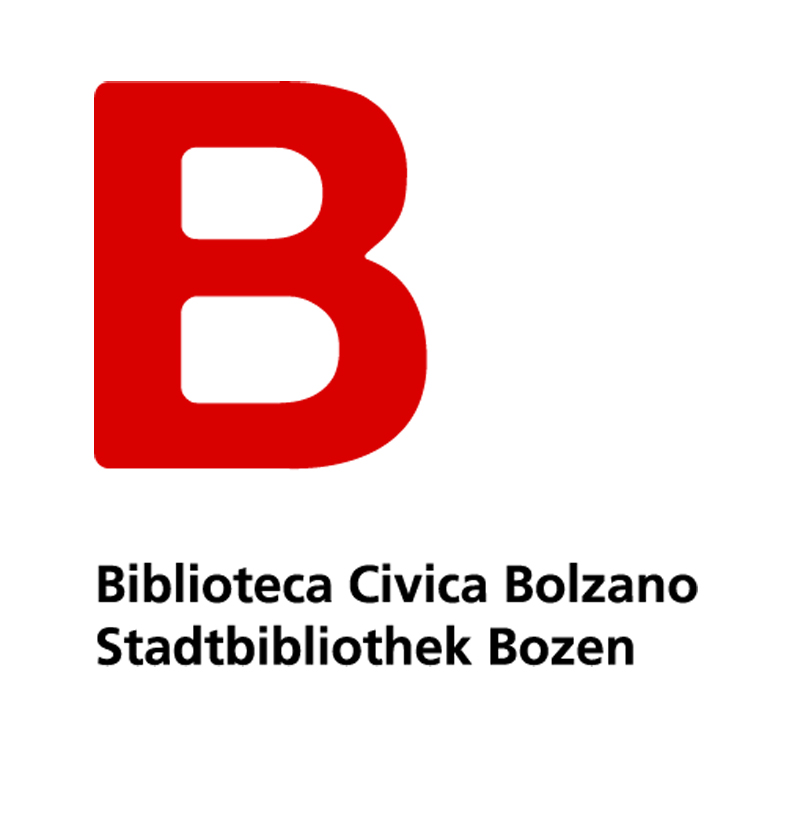 B
Biblioteca Civica Bolzano
Stadtbibliothek Bozen